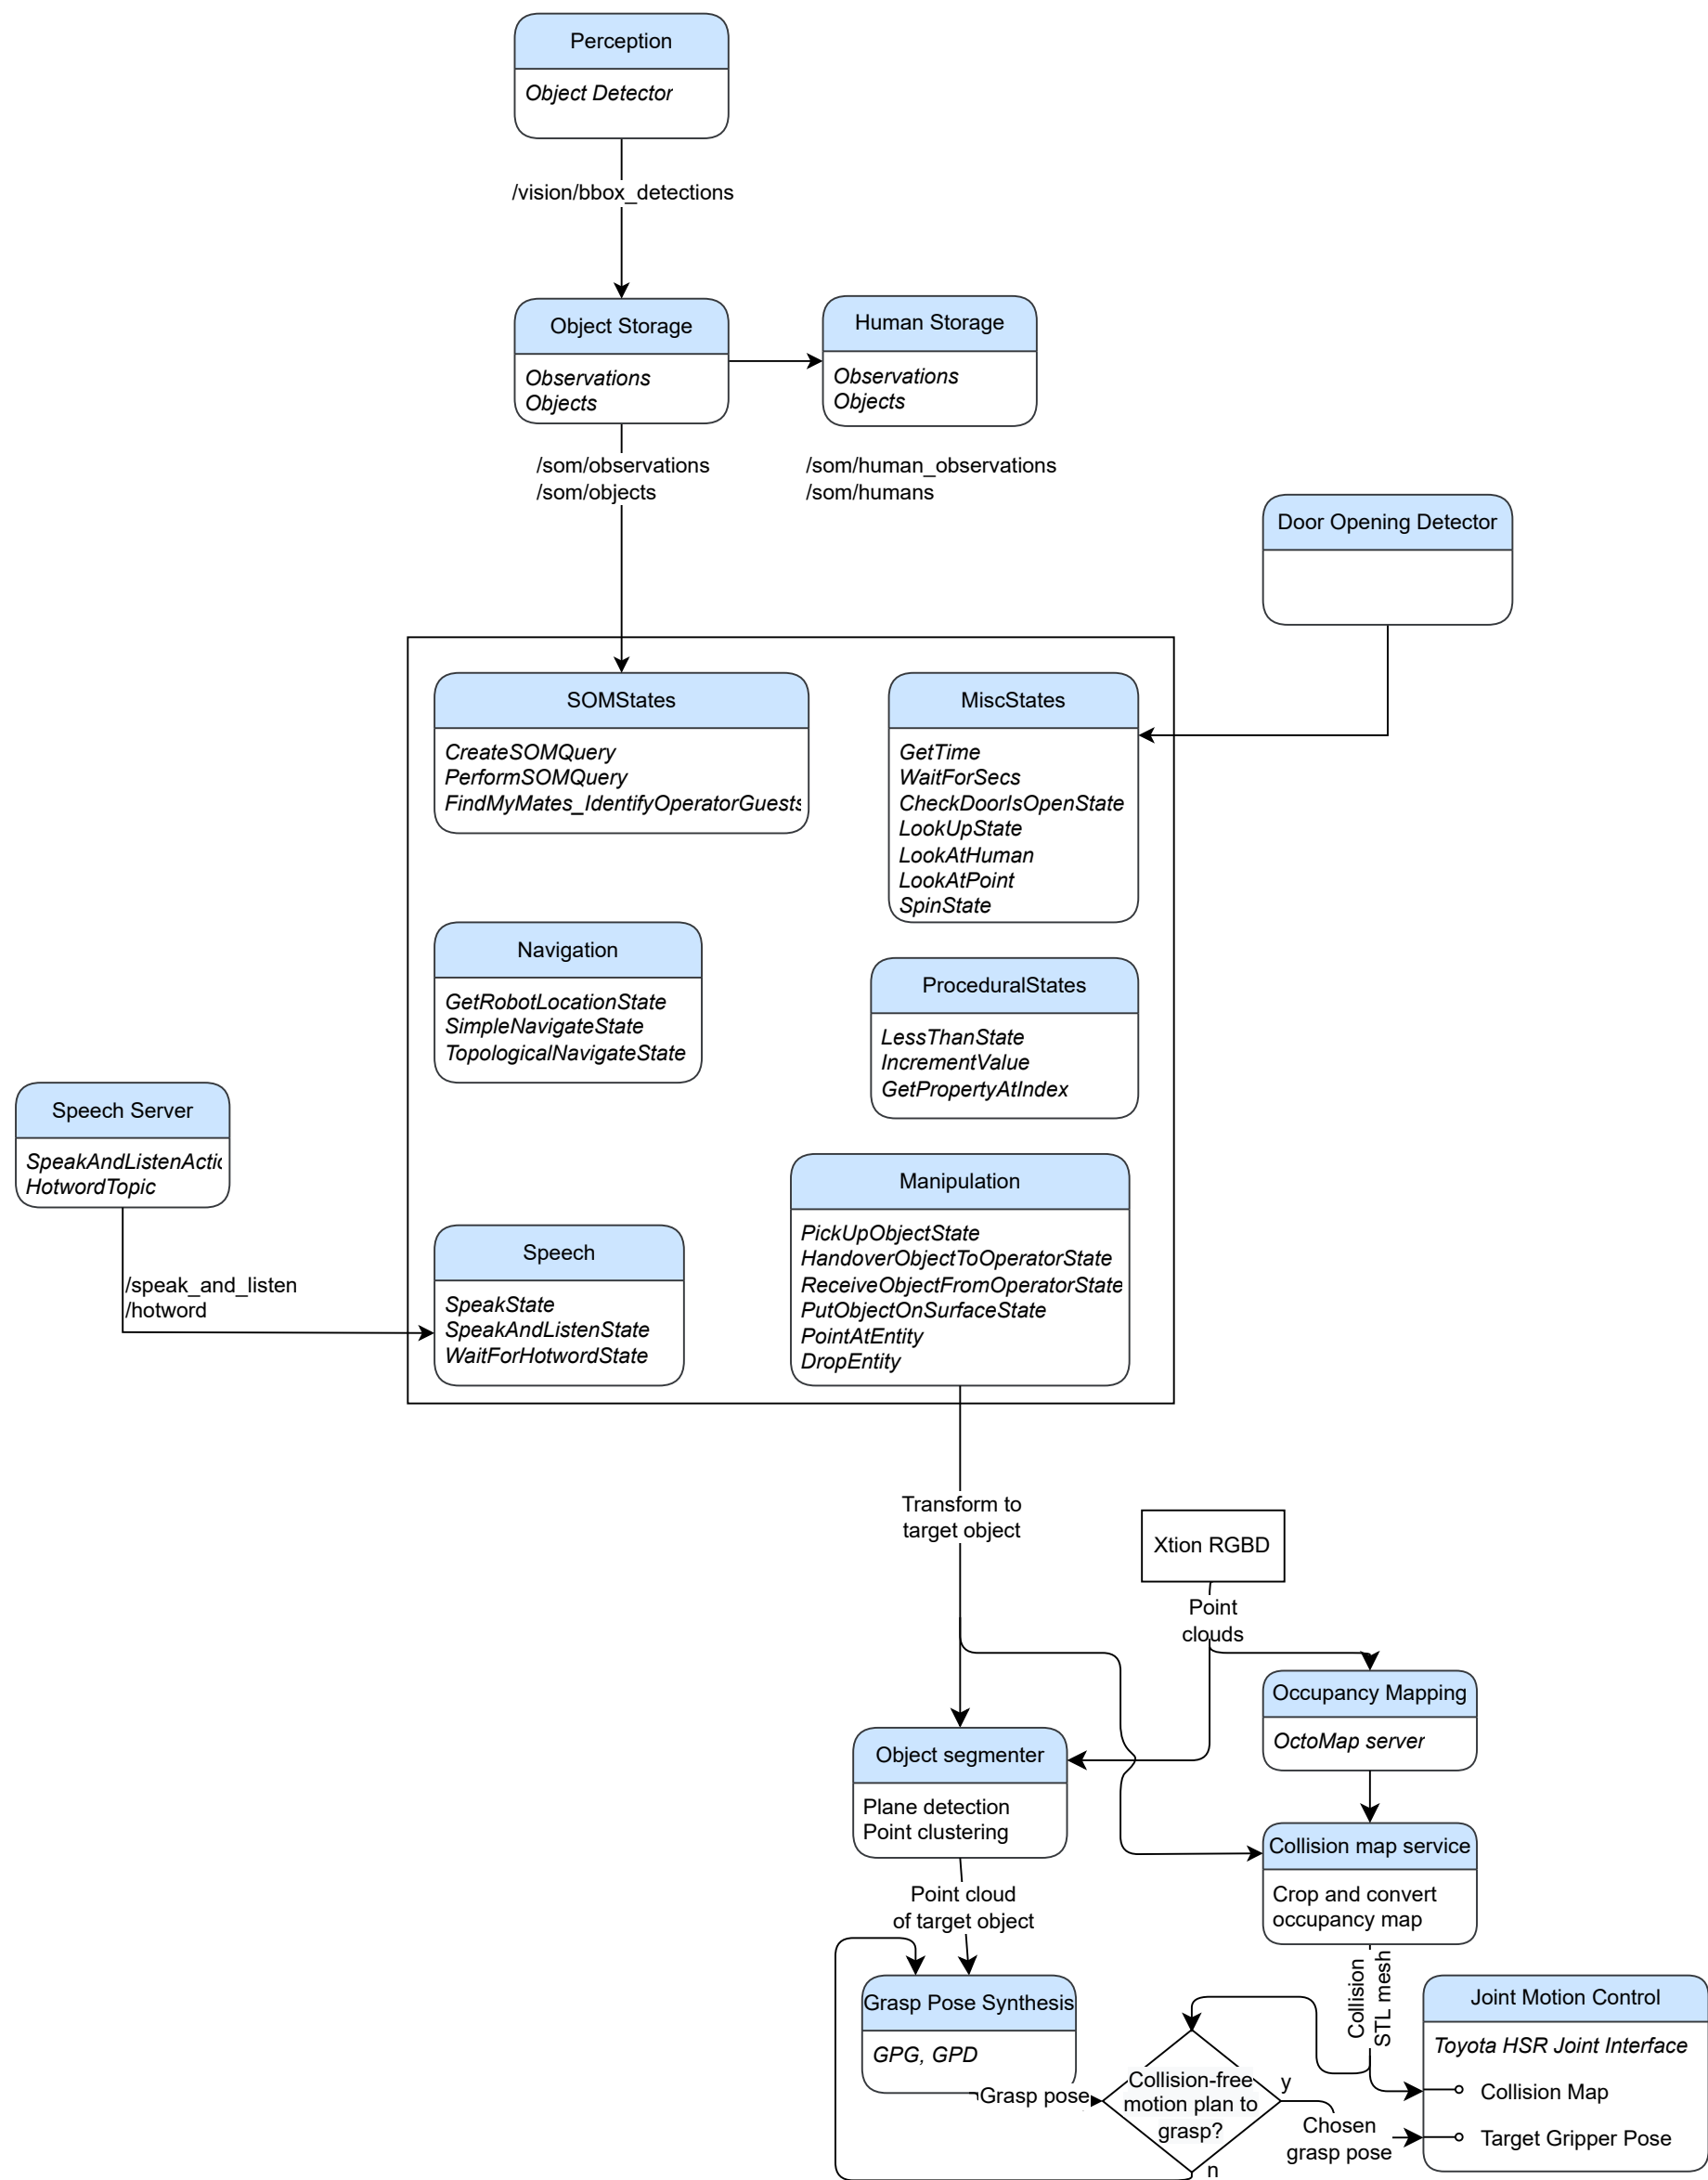 Perception
Object Detector
/vision/bbox_detections
Object Storage
Observations
Objects
Human Storage
Observations
Objects
/som/observations
/som/objects
/som/human_observations
/som/humans
Door Opening Detector
SOMStates
CreateSOMQuery
PerformSOMQuery
FindMyMates_IdentifyOperatorGuests
MiscStates
GetTime
WaitForSecs
CheckDoorIsOpenState
LookUpState
LookAtHuman
LookAtPoint
SpinState
Navigation
GetRobotLocationState
SimpleNavigateState
TopologicalNavigateState
ProceduralStates
LessThanState
IncrementValue
GetPropertyAtIndex
Speech Server
SpeakAndListenActio
HotwordTopic
/speak_and_listen
/hotword
Speech
SpeakState
SpeakAndListenState
WaitForHotwordState
Manipulation
PickUpObjectState
HandoverObjectToOperatorState
ReceiveObjectFromOperatorState
PutObjectOnSurfaceState
PointAtEntity
DropEntity
Transform to
target object
Xtion RGBD
Point
clouds
Occupancy Mapping
OctoMap server
Object segmenter
Plane detection
Point clustering
Collision map service
Crop and convert
occupancy map
Point cloud
of target object
Collision
STL mesh
Grasp Pose Synthesis
GPG, GPD
Grasp pose
Collision-free
motion plan to
grasp?
y
n
Chosen
grasp pose
Joint Motion Control
Toyota HSR Joint Interface
Collision Map
Target Gripper Pose